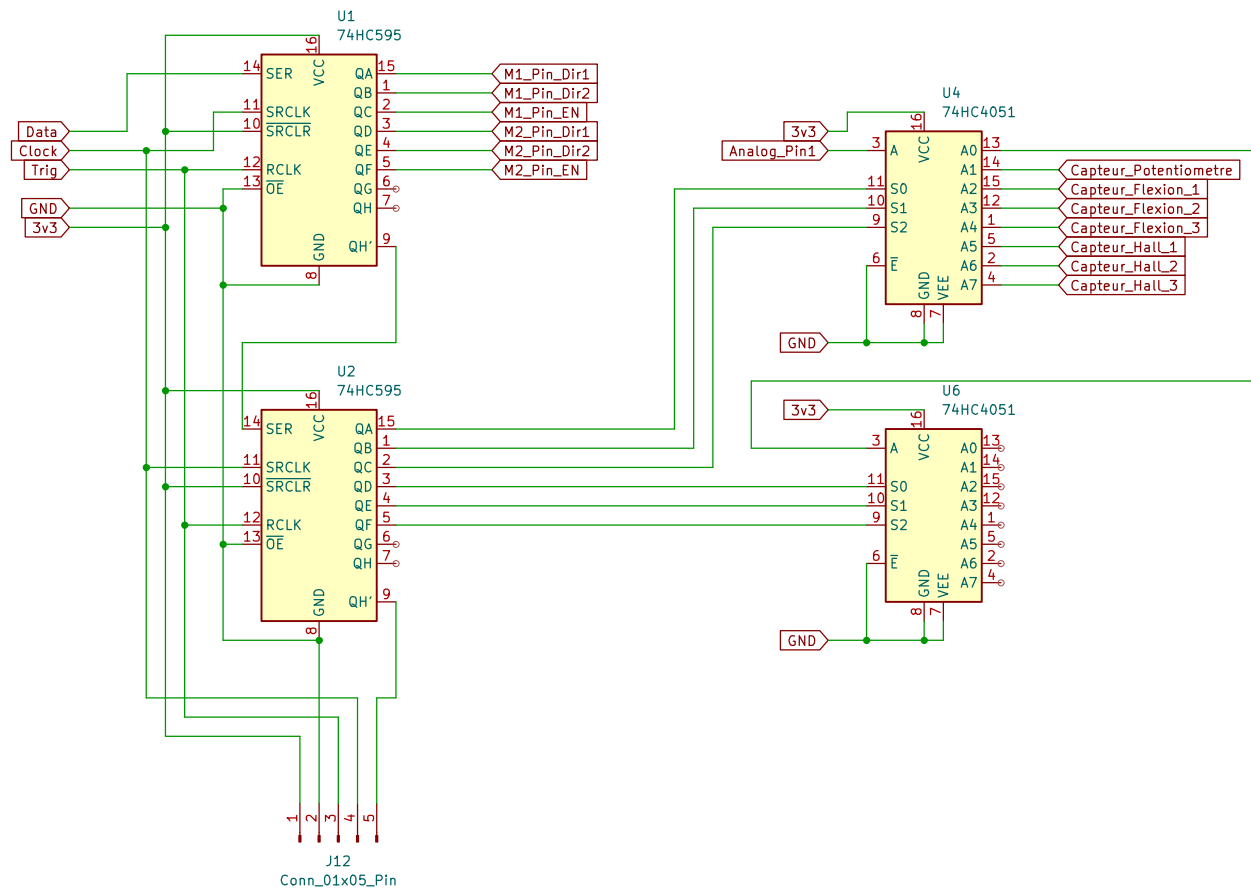 U1
74HC595
16
VCC
14 SER QA 15 M1_Pin_Dir1
QB 1 M1_Pin_Dir2
11 SRCLK QC 2 M1_Pin_EN
Data 10 SRCLR QD 3 M2_Pin_Dir1
Clock QE 4 M2_Pin_Dir2
Trig 12 RCLK QF 5 M2_Pin_EN
13 OE QG 6
GND QH 7
3v3
QH' 9
GND
8
U4
74HC4051
16
VCC
3v3
Analog_Pin1 3 A A0 13
A1 14 Capteur_Potentiometre
11 S0 A2 15 Capteur_Flexion_1
10 S1 A3 12 Capteur_Flexion_2
9 S2 A4 1 Capteur_Flexion_3
A5 5 Capteur_Hall_1
6 E A6 2 Capteur_Hall_2
A7 4 Capteur_Hall_3
GND VEE
8 7
GND
U2
74HC595
16
VCC
14 SER QA 15
QB 1
11 SRCLK QC 2
10 SRCLR QD 3
QE 4
12 RCLK QF 5
13 OE QG 6
QH 7
QH' 9
GND
8
U6
74HC4051
3v3
16
VCC
3 A A0 13
A1 14
11 S0 A2 15
10 S1 A3 12
9 S2 A4 1
A5 5
6 E A6 2
A7 4
GND VEE
8 7
GND
1 2 3 4 5
J12
Conn_01x05_Pin